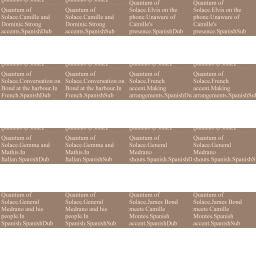 Quantum of Solace.Camille and Dominic.Strong accents.SpanishDub
Quantum of Solace.Camille and Dominic.Strong accents.SpanishSub
Quantum of Solace.Elvis on the phone.Unaware of Camille's presence.SpanishDub
Quantum of Solace.Elvis on the phone.Unaware of Camille's presence.SpanishSub
Quantum of Solace.Conversation on Bond at the harbour.In French.SpanishDub
Quantum of Solace.Conversation on Bond at the harbour.In French.SpanishSub
Quantum of Solace.French accent.Making arrangements.SpanishDub
Quantum of Solace.French accent.Making arrangements.SpanishSub
Quantum of Solace.Gemma and Mathis.In Italian.SpanishDub
Quantum of Solace.Gemma and Mathis.In Italian.SpanishSub
Quantum of Solace.General Medrano shouts.Spanish.SpanishDub
Quantum of Solace.General Medrano shouts.Spanish.SpanishSub
Quantum of Solace.General Medrano and his people.In Spanish.SpanishDub
Quantum of Solace.General Medrano and his people.In Spanish.SpanishSub
Quantum of Solace.James Bond meets Camille Montes.Spanish accent.SpanishDub
Quantum of Solace.James Bond meets Camille Montes.Spanish accent.SpanishSub